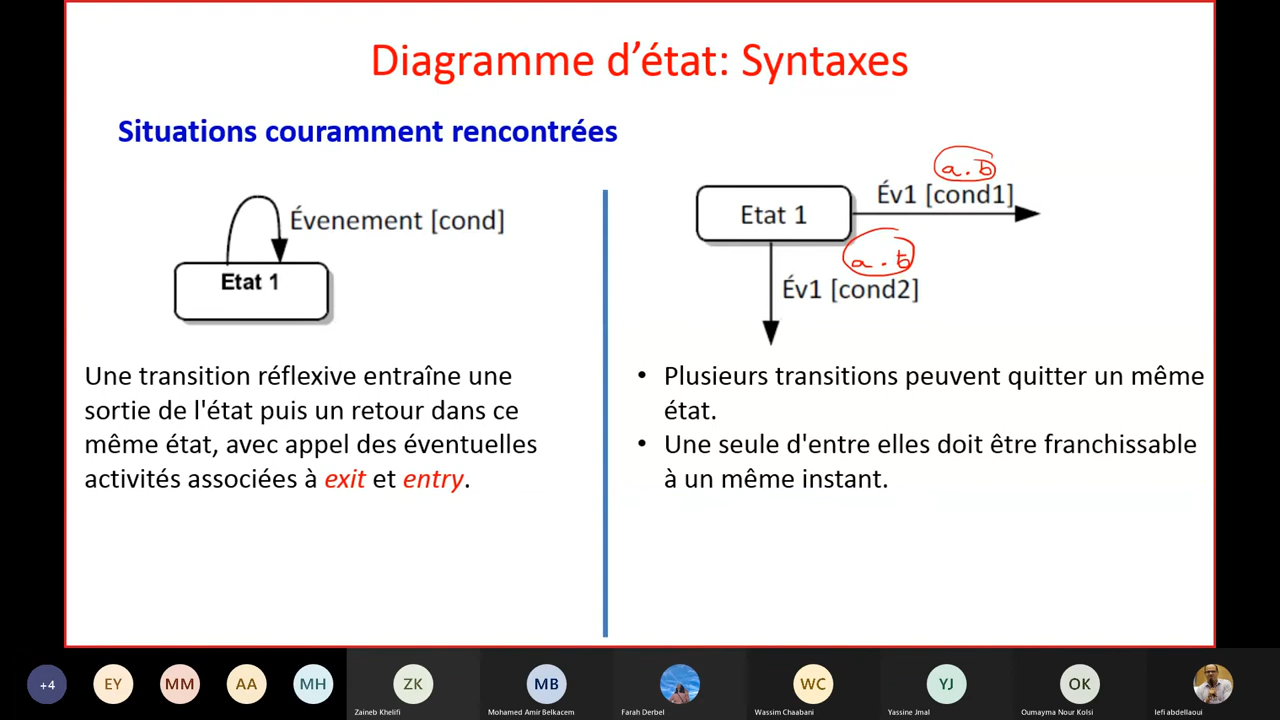 Diagramme d'état: Syntaxes
Situations couramment rencontrées
Évenement [cond]
Etat 1
Une transition réflexive entraîne une
sortie de l'état puis un retour dans ce
même état, avec appel des éventuelles
activités associées à exit et entry.
a.b
Év1 [cond1]
Etat 1
Év1 [cond2]
• Plusieurs transitions peuvent quitter un même
état.
• Une seule d'entre elles doit être franchissable
à un même instant.
+4
EY
MM
AA
MH
ZK
Zaineb Khelifi
MB
Mohamed Amir Belkacem
Farah Derbel
WC
Wassim Chaabani
YJ
Yassine Jmal
OK
Oumayma Nour Kolsi
lefi abdellaoui